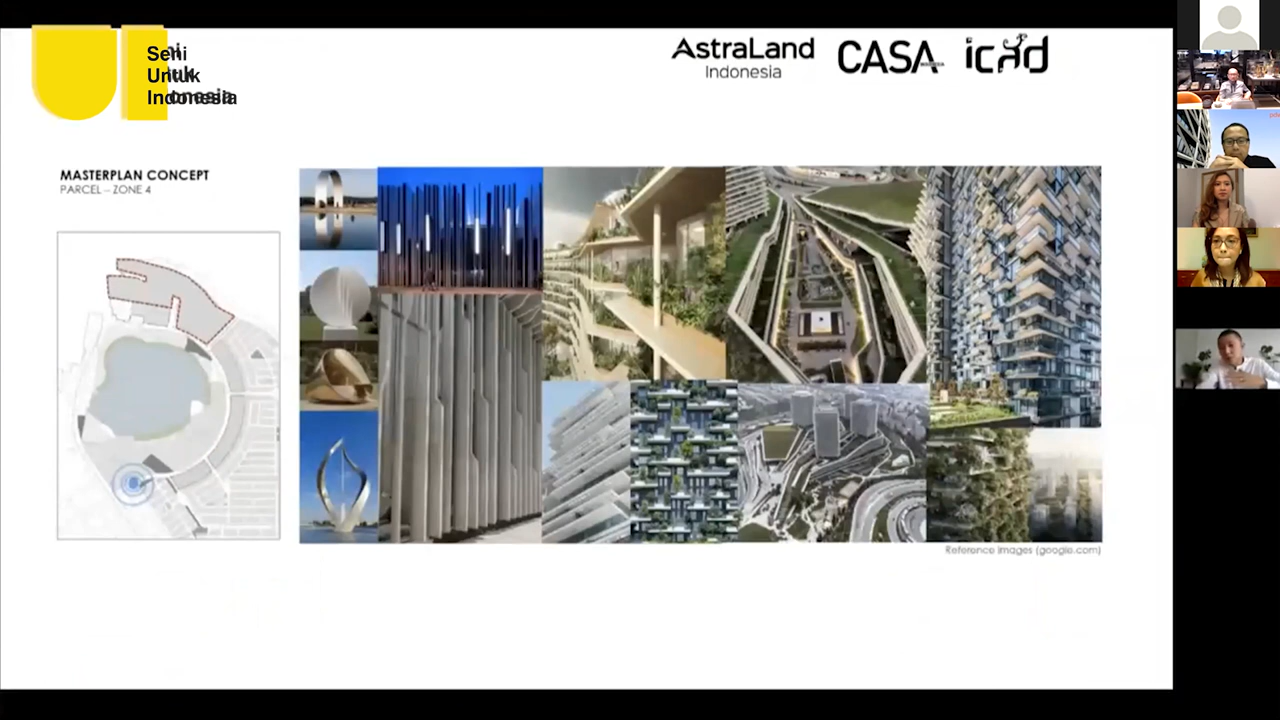 Seni
Untuk
Indonesia
AstraLand
Indonesia
CASA
icad
MASTERPLAN CONCEPT
PARCEL – ZONE 4
Reference images (google.com)